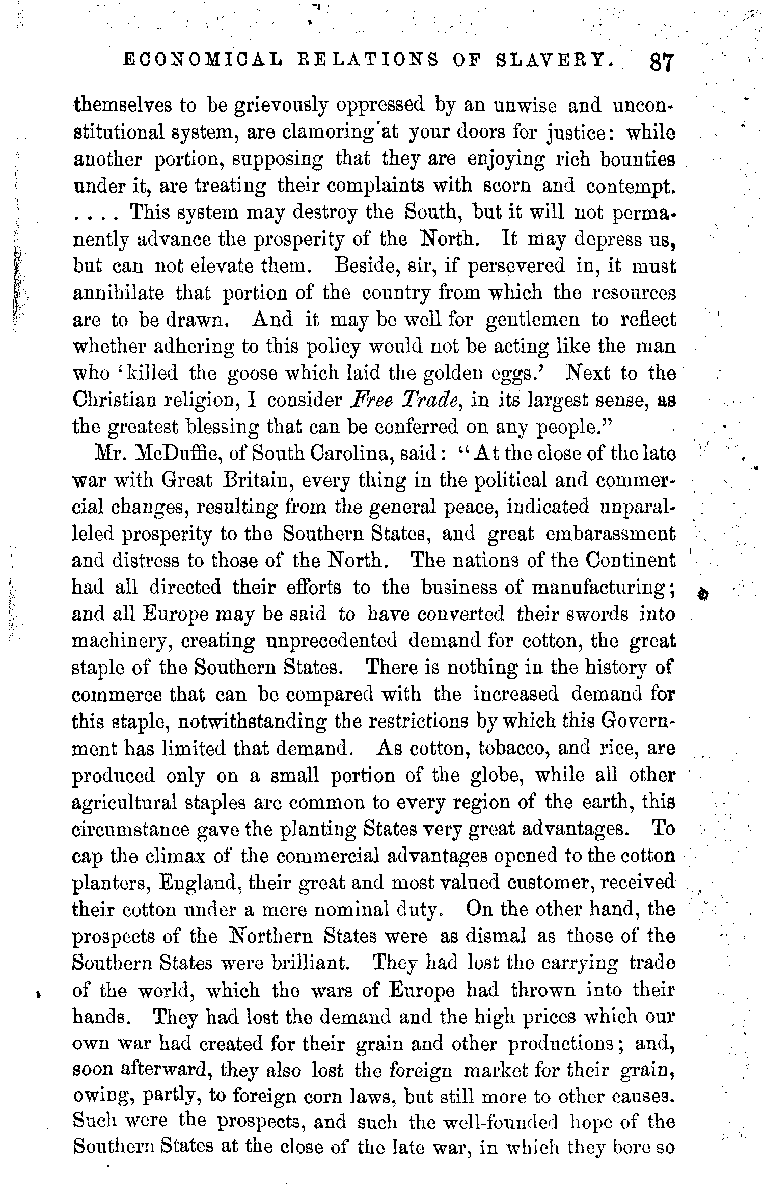 ECONOMICAL RELATIONS OF SLAVERY. 87
themselves to be grievously oppressed by an unwise and uncon-
stitutional system, are clamoring at your doors for justice: while
another portion, supposing that they are enjoying rich bounties
under it, are treating their complaints with scorn and contempt.
. . . . This system may destroy the South, but it will not perma-
nently advance the prosperity of the North. It may depress us,
but can not elevate them. Beside, sir, if persevered in, it must
annihilate that portion of the country from which the resources
are to be drawn. And it may be well for gentlemen to reflect
whether adhering to this policy would not be acting like the man
who ‘killed the goose which laid the golden eggs.’ Next to the
Christian religion, I consider Free Trade, in its largest sense, as
the greatest blessing that can be conferred on any people.”
Mr. McDuffie, of South Carolina, said: “At the close of the late
war with Great Britain, every thing in the political and commer-
cial changes, resulting from the general peace, indicated unparal-
leled prosperity to the Southern States, and great embarassment
and distress to those of the North. The nations of the Continent
had all directed their efforts to the business of manufacturing;
and all Europe may be said to have converted their swords into
machinery, creating unprecedented demand for cotton, the great
staple of the Southern States. There is nothing in the history of
commerce that can be compared with the increased demand for
this staple, notwithstanding the restrictions by which this Govern-
ment has limited that demand. As cotton, tobacco, and rice, are
produced only on a small portion of the globe, while all other
agricultural staples are common to every region of the earth, this
circumstance gave the planting States very great advantages. To
cap the climax of the commercial advantages opened to the cotton
planters, England, their great and most valued customer, received
their cotton under a mere nominal duty. On the other hand, the
prospects of the Northern States were as dismal as those of the
Southern States were brilliant. They had lost the carrying trade
of the world, which the wars of Europe had thrown into their
hands. They had lost the demand and the high prices which our
own war had created for their grain and other productions; and,
soon afterward, they also lost the foreign market for their grain,
owing, partly, to foreign corn laws, but still more to other causes.
Such were the prospects, and such the well-founded hope of the
Southern States at the close of the late war, in which they bore so